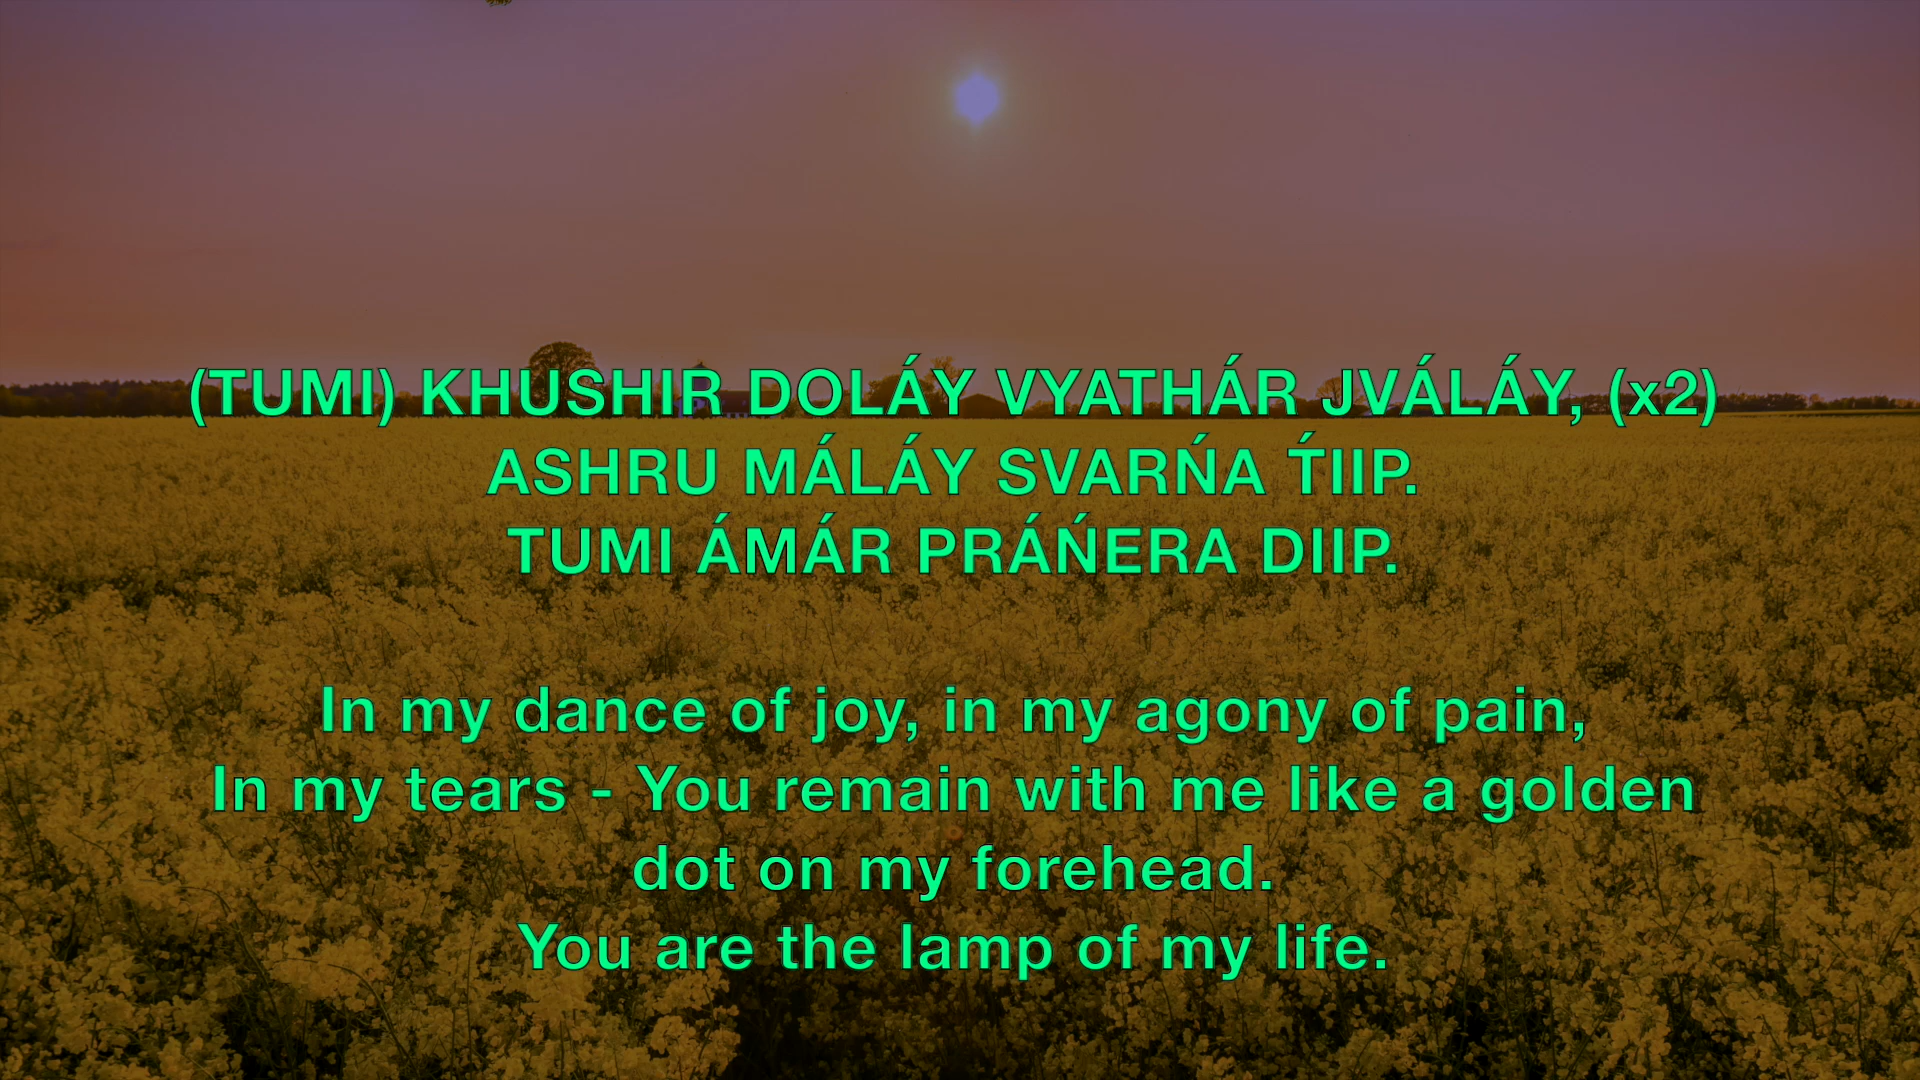 (TUMI) KHUSHIR DOLÁY VYATHÁR JVÁLÁY, (x2)
ASHRU MÁLÁY SVARŃA T́IIP.
TUMI ÁMÁR PRÁŃERA DIIP.
In my dance of joy, in my agony of pain,
In my tears - You remain with me like a golden
dot on my forehead.
You are the lamp of my life.